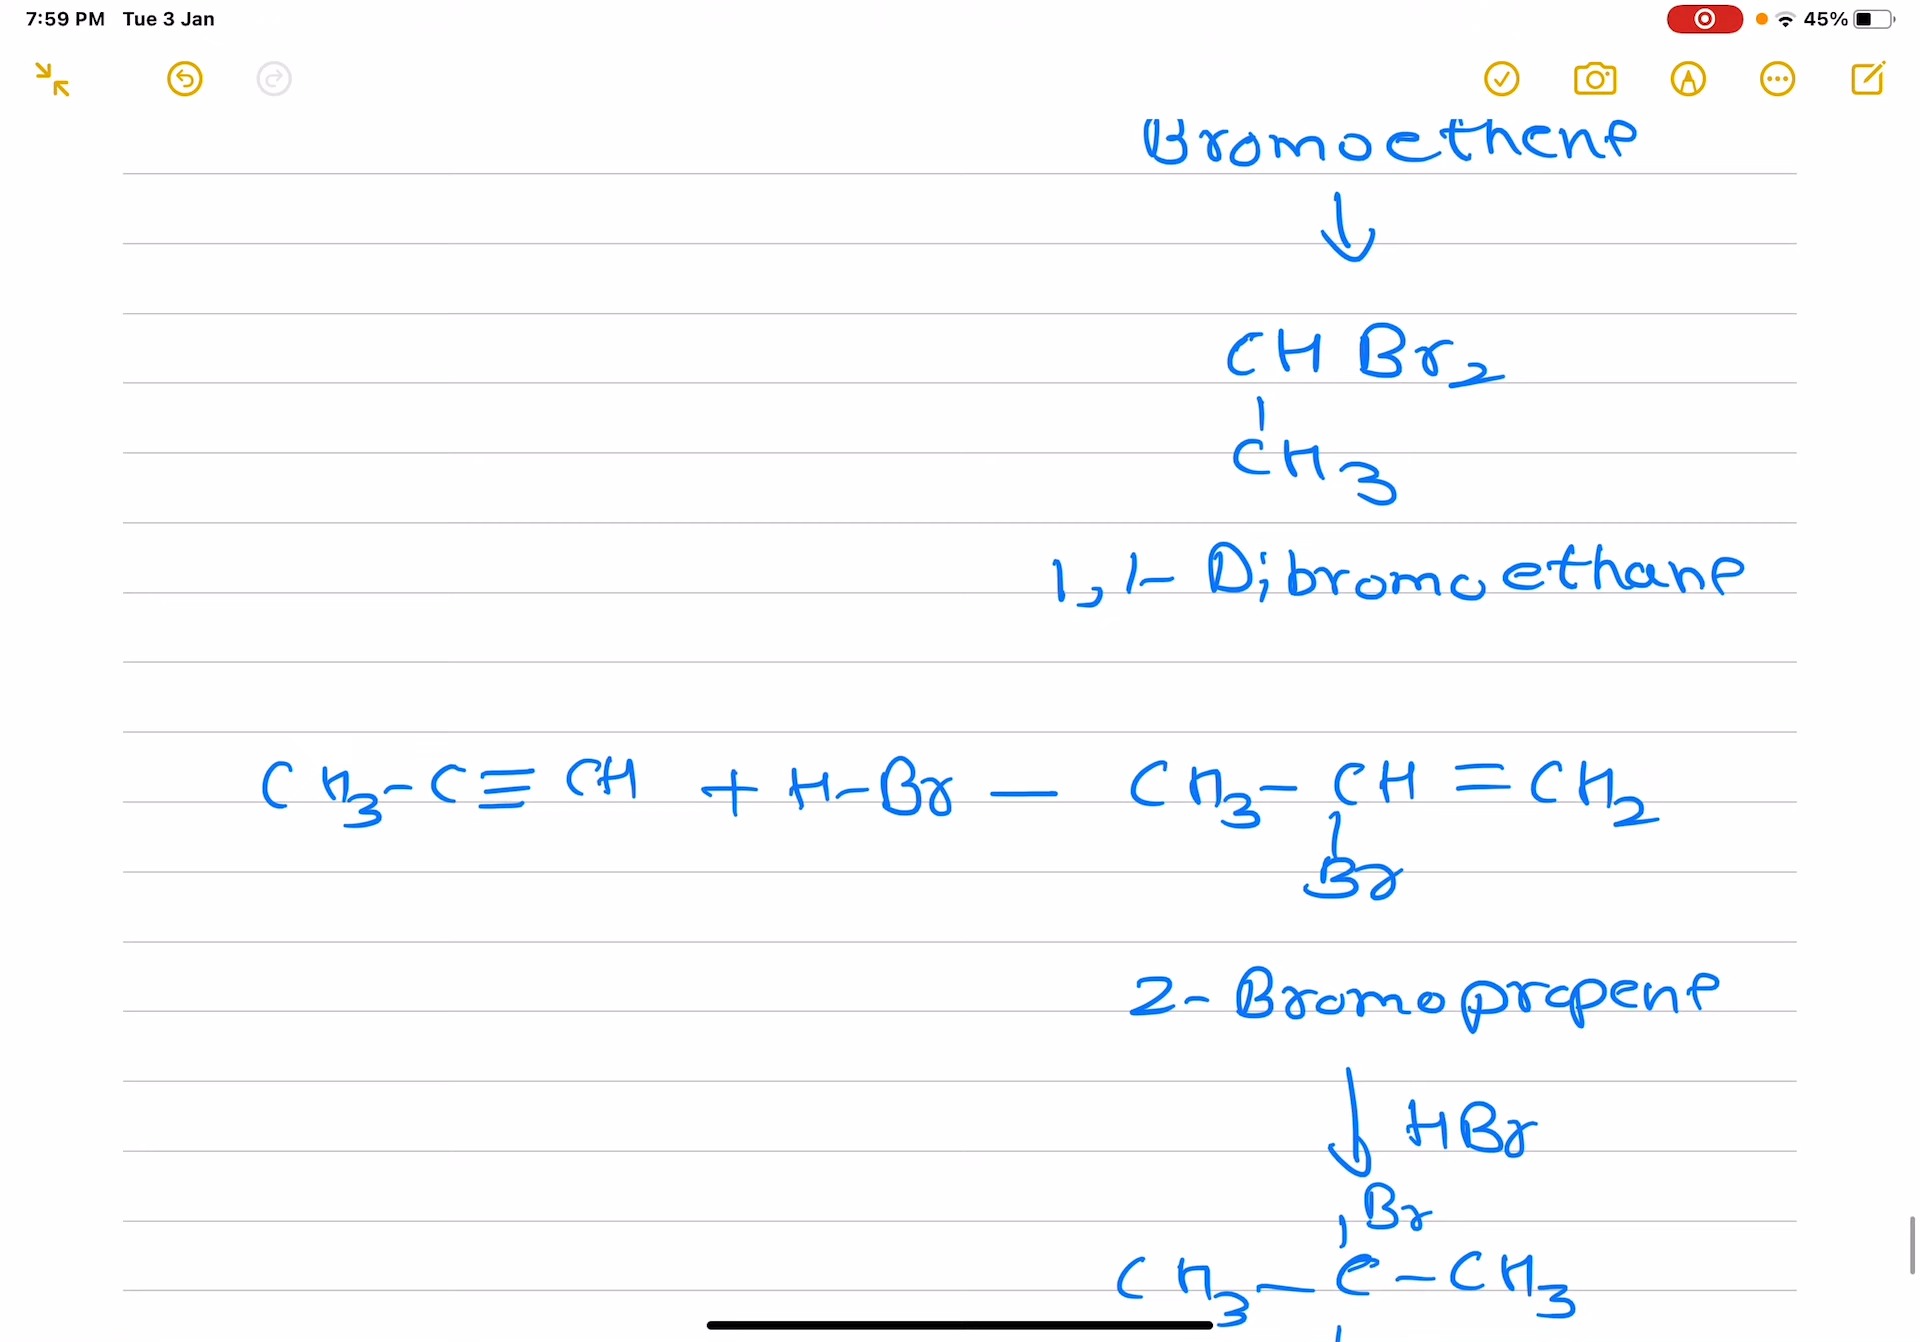 7:59 PM Tue 3 Jan 45%
Bromoethene
↓
CH Br₂
|
CH₃
1,1- Dibromoethane
CH₃-C≡CH + H-Br — CH₃-CH=CH₂
|
Br
2-Bromopropene
↓ HBr
Br
|
CH₃-C-CH₃
|